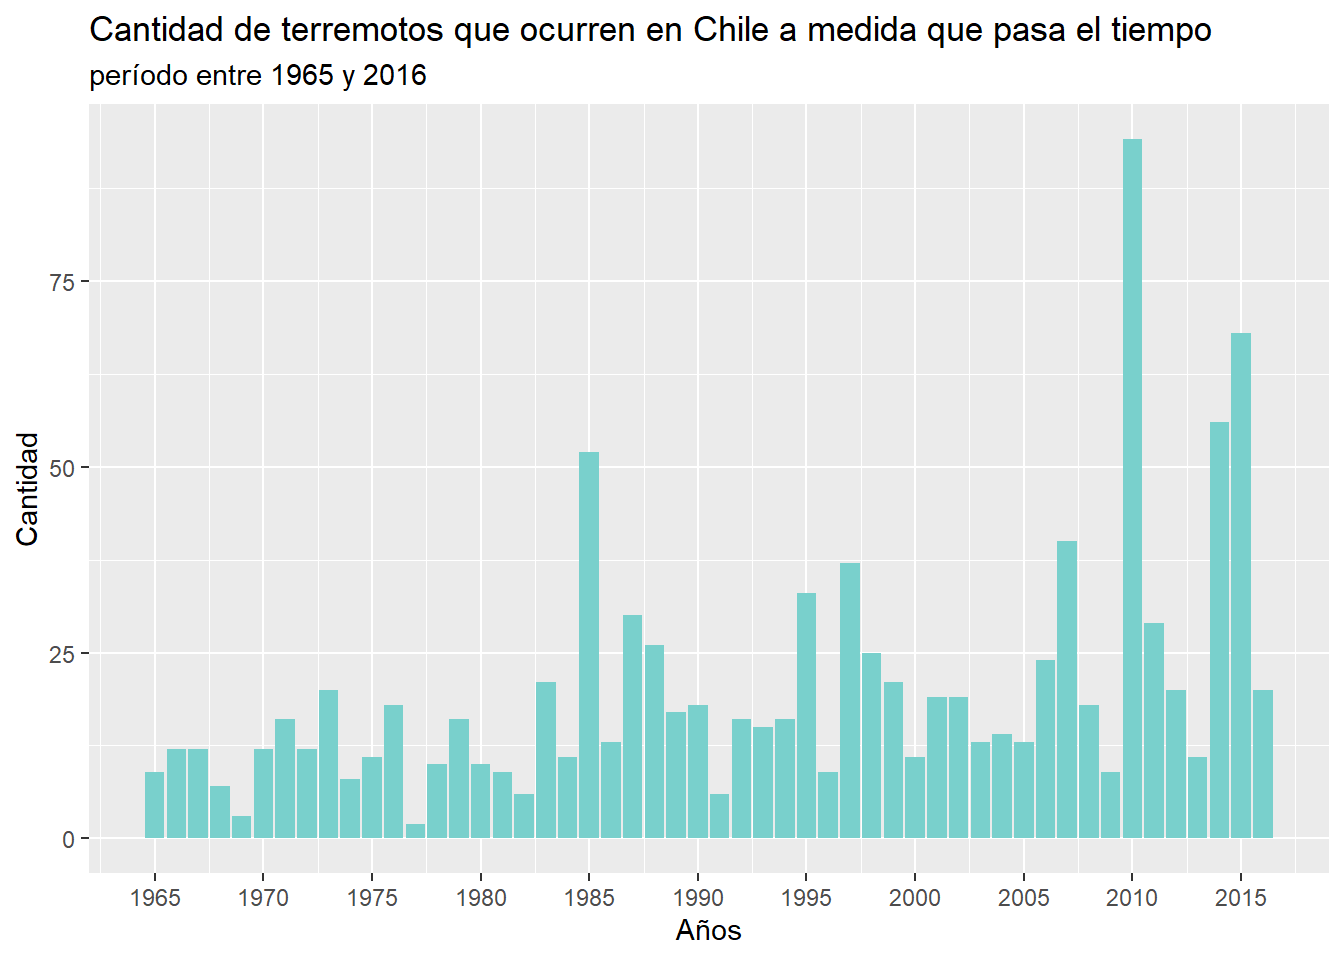 Cantidad de terremotos que ocurren en Chile a medida que pasa el tiempo
período entre 1965 y 2016
Cantidad
75
50
25
0
1965 1970 1975 1980 1985 1990 1995 2000 2005 2010 2015
Años